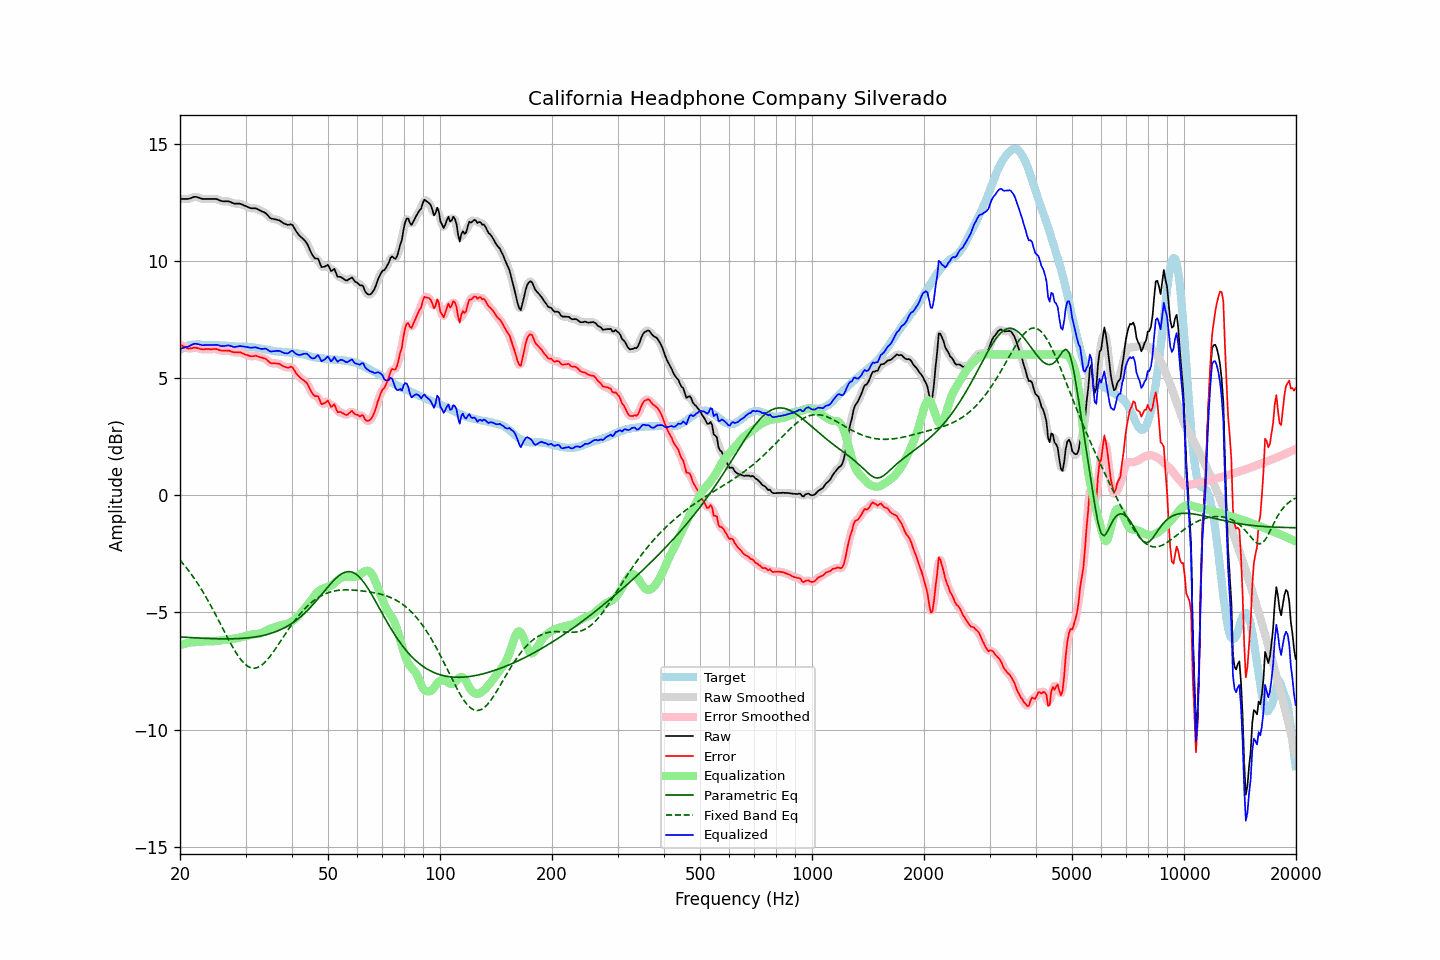 California Headphone Company Silverado
Amplitude (dBr)
15
10
5
0
−5
−10
−15
Target
Raw Smoothed
Error Smoothed
Raw
Error
Equalization
Parametric Eq
Fixed Band Eq
Equalized
20 50 100 200 500 1000 2000 5000 10000 20000
Frequency (Hz)